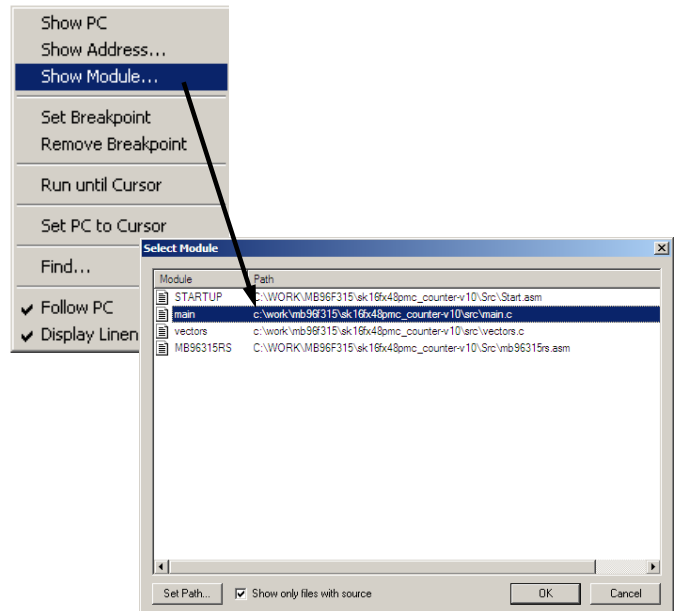 Show PC
Show Address...
Show Module...
Set Breakpoint
Remove Breakpoint
Run until Cursor
Set PC to Cursor
Find...
Follow PC
Display Linen
Select Module
Module Path
STARTUP C:\WORK\MB96F315\sk16fx48pmc_counter-v10\Src\Start.asm
main c:\work\mb96f315\sk16fx48pmc_counter-v10\src\main.c
vectors c:\work\mb96f315\sk16fx48pmc_counter-v10\src\vectors.c
MB96315RS C:\WORK\MB96F315\sk16fx48pmc_counter-v10\Src\mb96315rs.asm
Set Path... Show only files with source OK Cancel